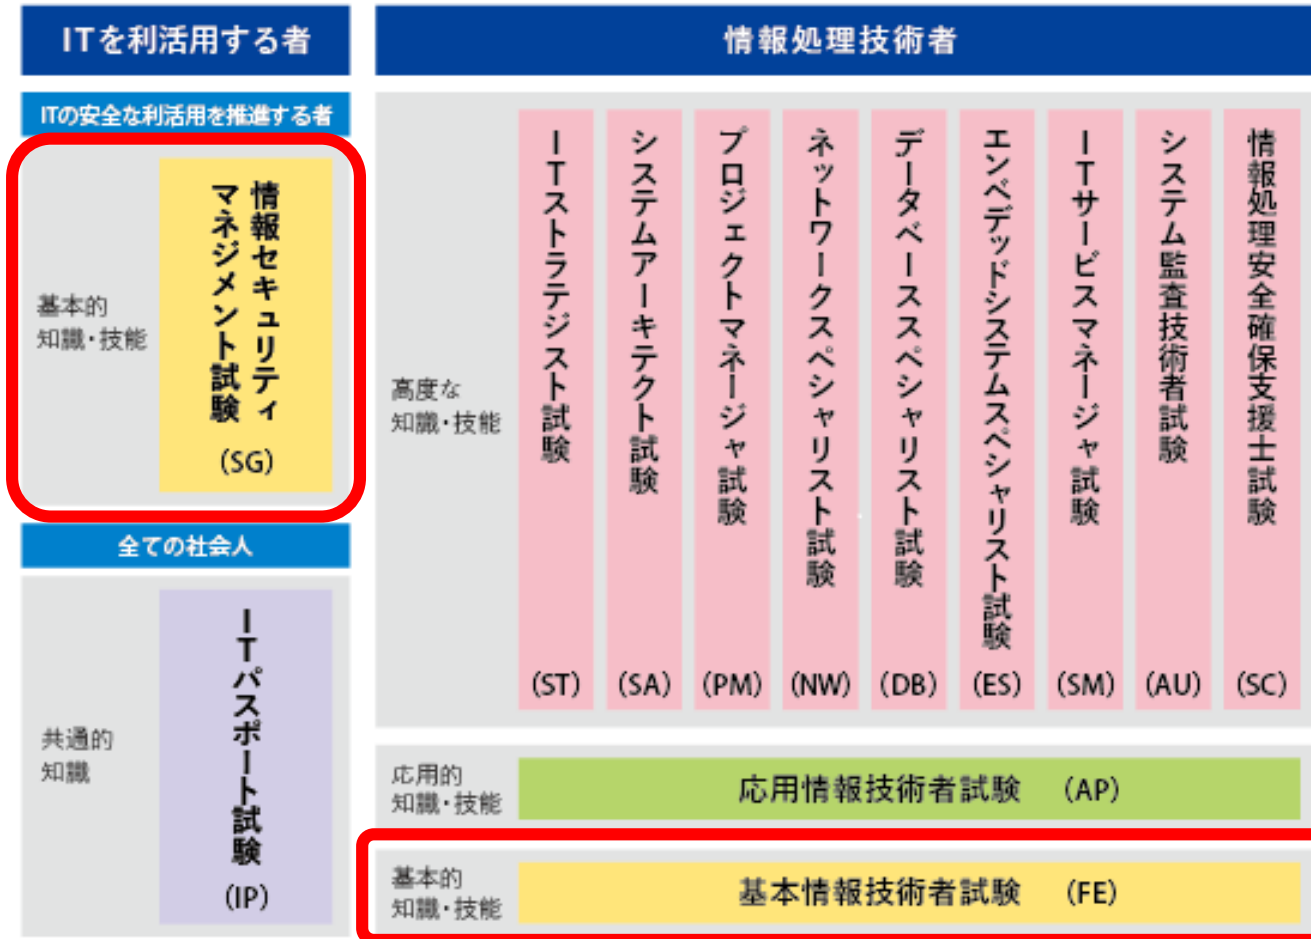 ITを利活用する者
ITの安全な利活用を推進する者
基本的
知識・技能
情報セキュリティ
マネジメント試験
(SG)
全ての社会人
共通的
知識
ITパスポート試験
(IP)
情報処理技術者
高度な
知識・技能
ITストラテジスト試験
(ST)
システムアーキテクト試験
(SA)
プロジェクトマネージャ試験
(PM)
ネットワークスペシャリスト試験
(NW)
データベーススペシャリスト試験
(DB)
エンベデッドシステムスペシャリスト試験
(ES)
ITサービスマネージャ試験
(SM)
システム監査技術者試験
(AU)
情報処理安全確保支援士試験
(SC)
応用的
知識・技能
応用情報技術者試験 (AP)
基本的
知識・技能
基本情報技術者試験 (FE)